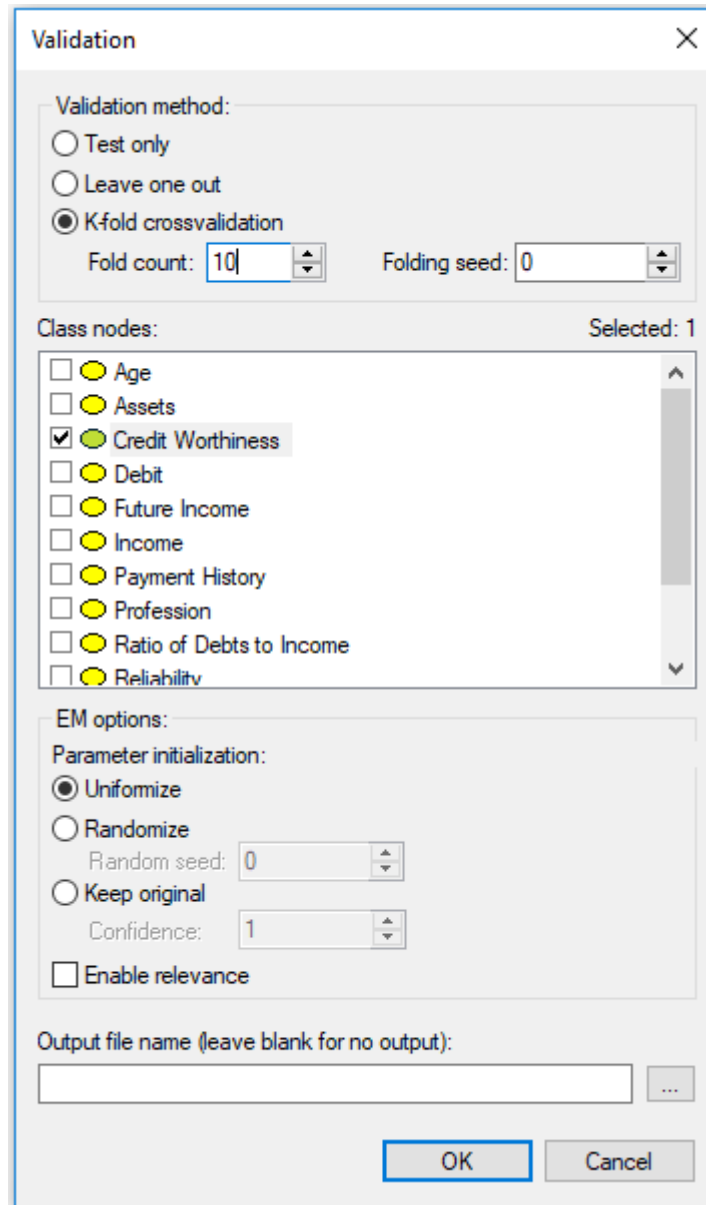 Validation
Validation method:
Test only
Leave one out
K-fold crossvalidation
Fold count: 10 Folding seed: 0
Class nodes: Selected: 1
Age
Assets
Credit Worthiness
Debit
Future Income
Income
Payment History
Profession
Ratio of Debts to Income
Reliability
EM options:
Parameter initialization:
Uniformize
Randomize
Random seed: 0
Keep original
Confidence: 1
Enable relevance
Output file name (leave blank for no output):
...
OK Cancel